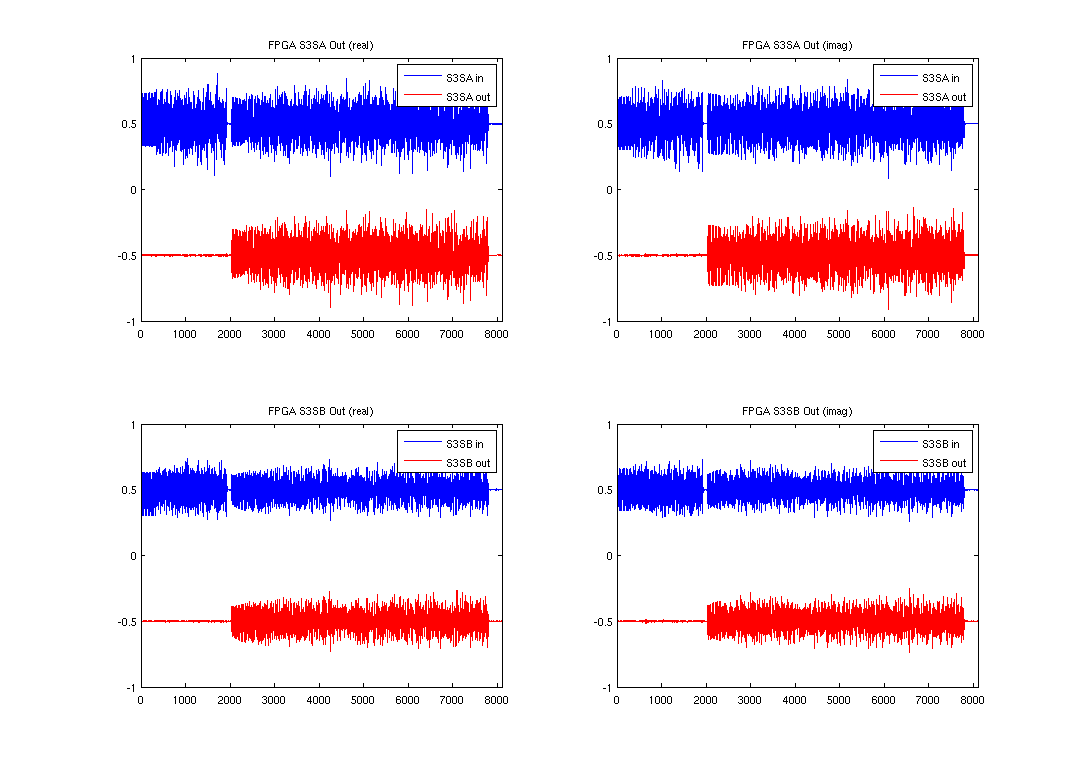 FPGA S3SA Out (real)
1
0.5
0
-0.5
-1
0 1000 2000 3000 4000 5000 6000 7000 8000
S3SA in
S3SA out
FPGA S3SA Out (imag)
1
0.5
0
-0.5
-1
0 1000 2000 3000 4000 5000 6000 7000 8000
S3SA in
S3SA out
FPGA S3SB Out (real)
1
0.5
0
-0.5
-1
0 1000 2000 3000 4000 5000 6000 7000 8000
S3SB in
S3SB out
FPGA S3SB Out (imag)
1
0.5
0
-0.5
-1
0 1000 2000 3000 4000 5000 6000 7000 8000
S3SB in
S3SB out